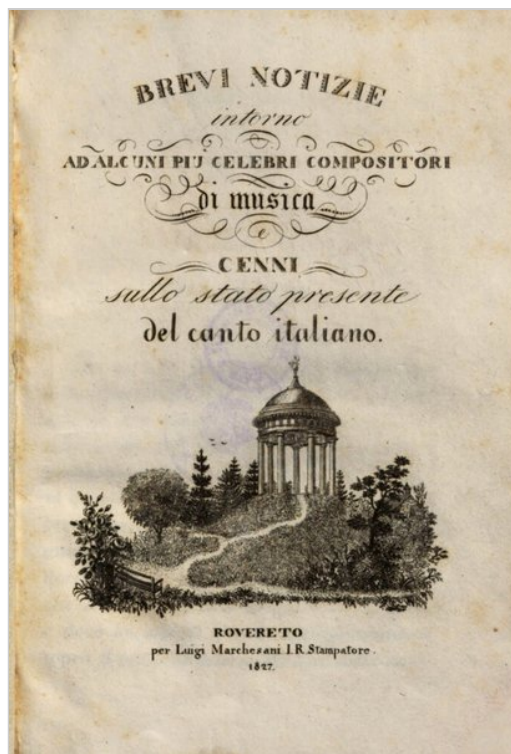 BREVI NOTIZIE
intorno
AD ALCUNI PIÙ CELEBRI COMPOSITORI
di musica
e
CENNI
sullo stato presente
del canto italiano.
ROVERETO
per Luigi Marchesani I. R. Stampatore.
1827.